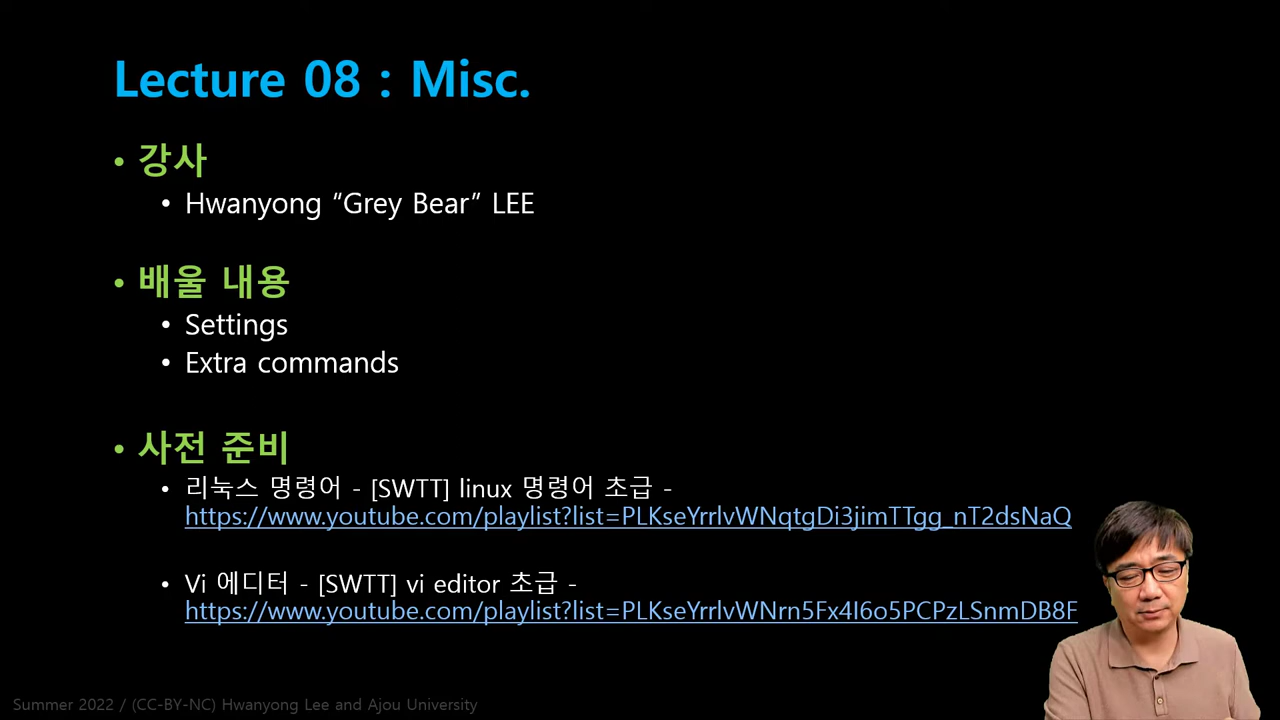 Lecture 08 : Misc.
• 강사
• Hwanyong “Grey Bear” LEE
• 배울 내용
• Settings
• Extra commands
• 사전 준비
• 리눅스 명령어 - [SWTT] linux 명령어 초급 -
https://www.youtube.com/playlist?list=PLKseYrrlvWNqtgDi3jimTTgg_nT2dsNaQ
• Vi 에디터 - [SWTT] vi editor 초급 -
https://www.youtube.com/playlist?list=PLKseYrrlvWNrn5Fx4I6o5PCPzLSnmDB8F
Summer 2022 / (CC-BY-NC) Hwanyong Lee and Ajou University